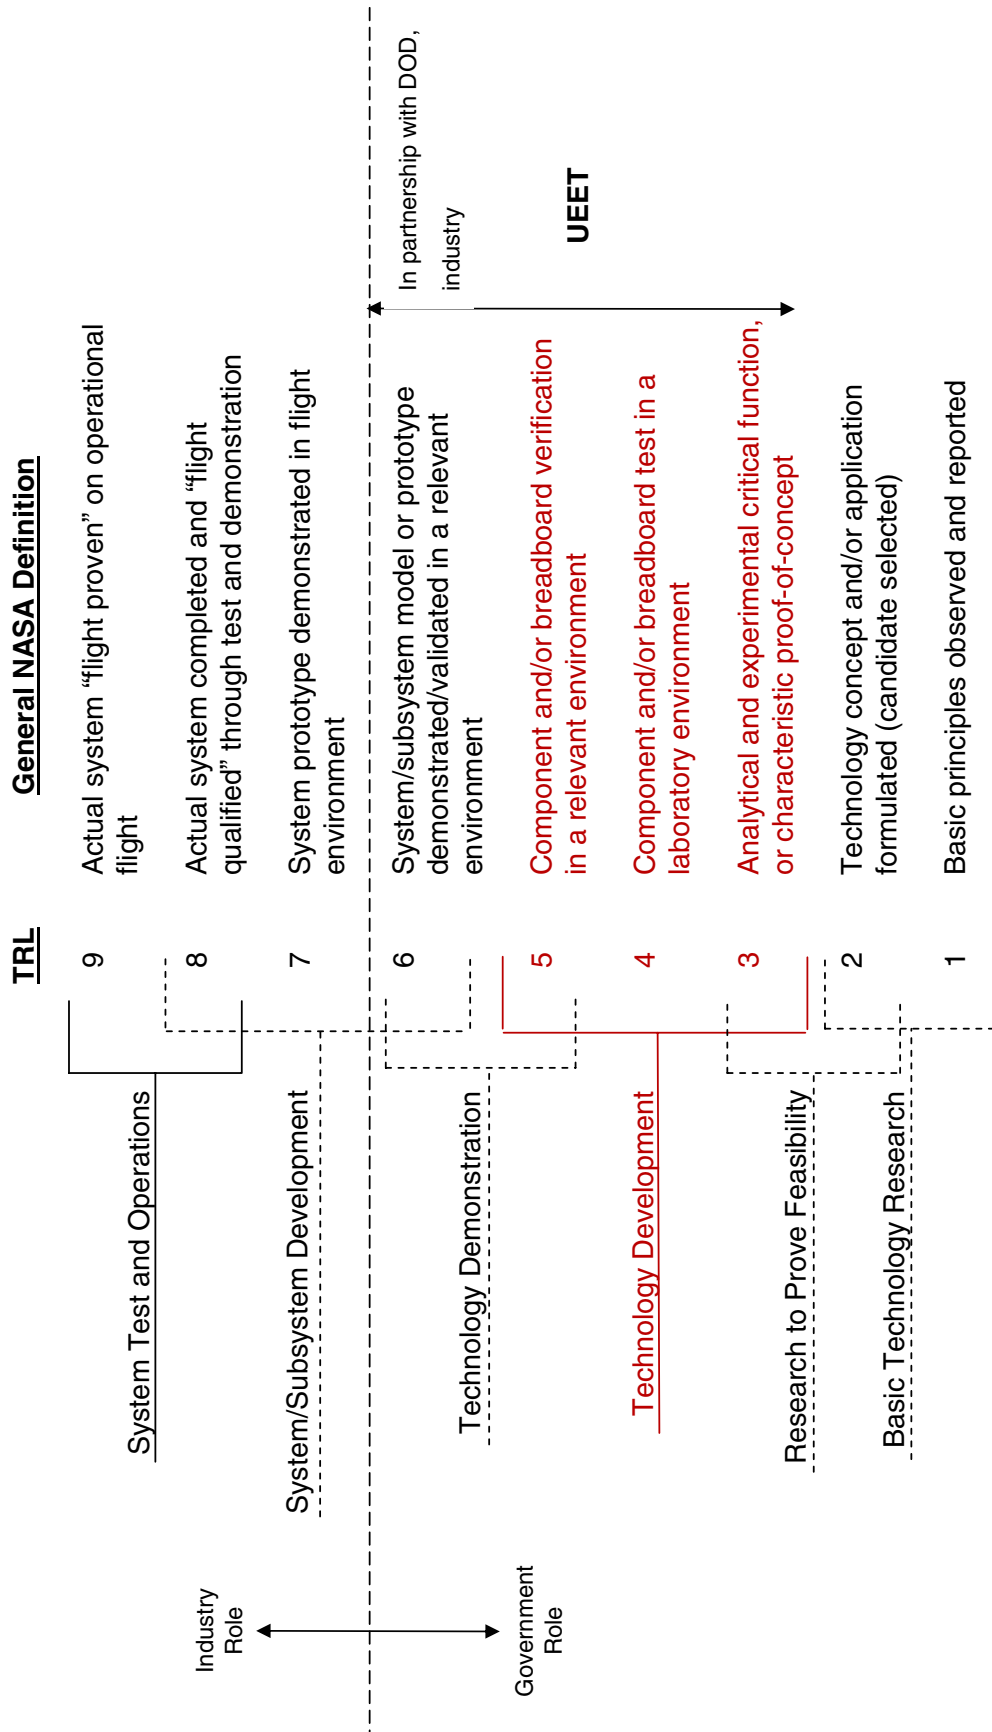 TRL
General NASA Definition
9
Actual system “flight proven” on operational
flight
8
Actual system completed and “flight
qualified” through test and demonstration
7
System prototype demonstrated in flight
environment
6
System/subsystem model or prototype
demonstrated/validated in a relevant
environment
5
Component and/or breadboard verification
in a relevant environment
4
Component and/or breadboard test in a
laboratory environment
3
Analytical and experimental critical function,
or characteristic proof-of-concept
2
Technology concept and/or application
formulated (candidate selected)
1
Basic principles observed and reported
System Test and Operations
System/Subsystem Development
Technology Demonstration
Technology Development
Research to Prove Feasibility
Basic Technology Research
Industry
Role
Government
Role
In partnership with DOD,
industry
UEET